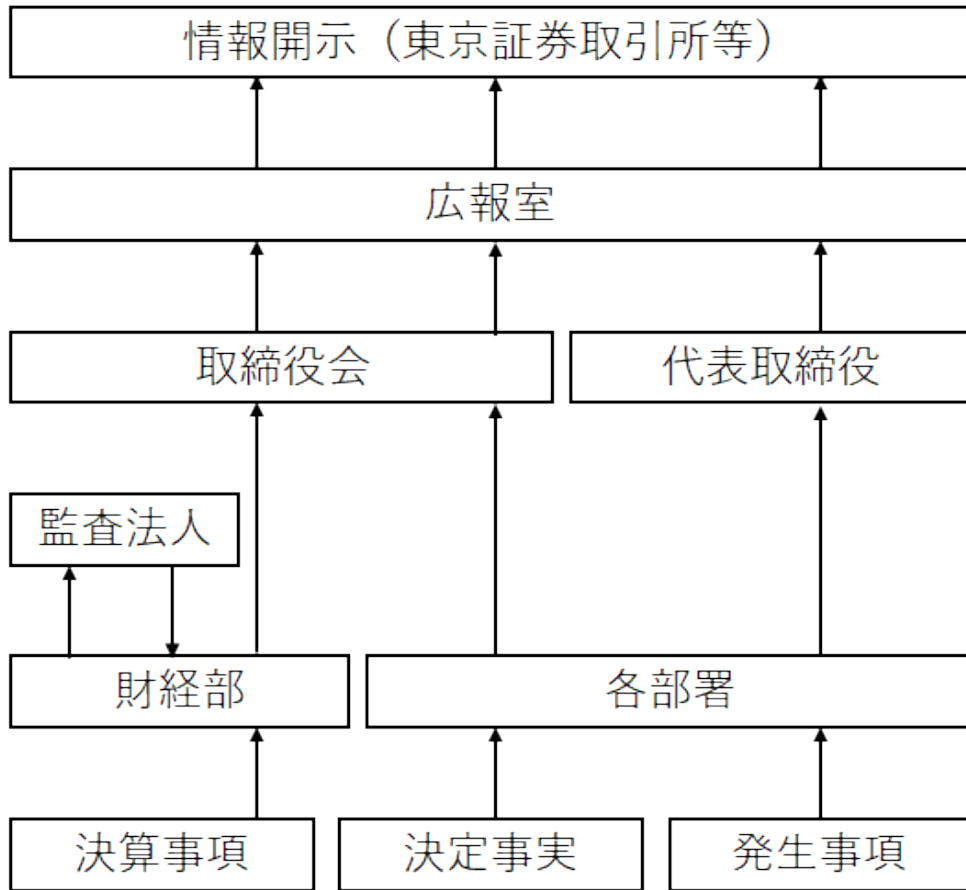 情報開示（東京証券取引所等）
広報室
取締役会
代表取締役
監査法人
財経部
各部署
決算事項
決定事実
発生事項